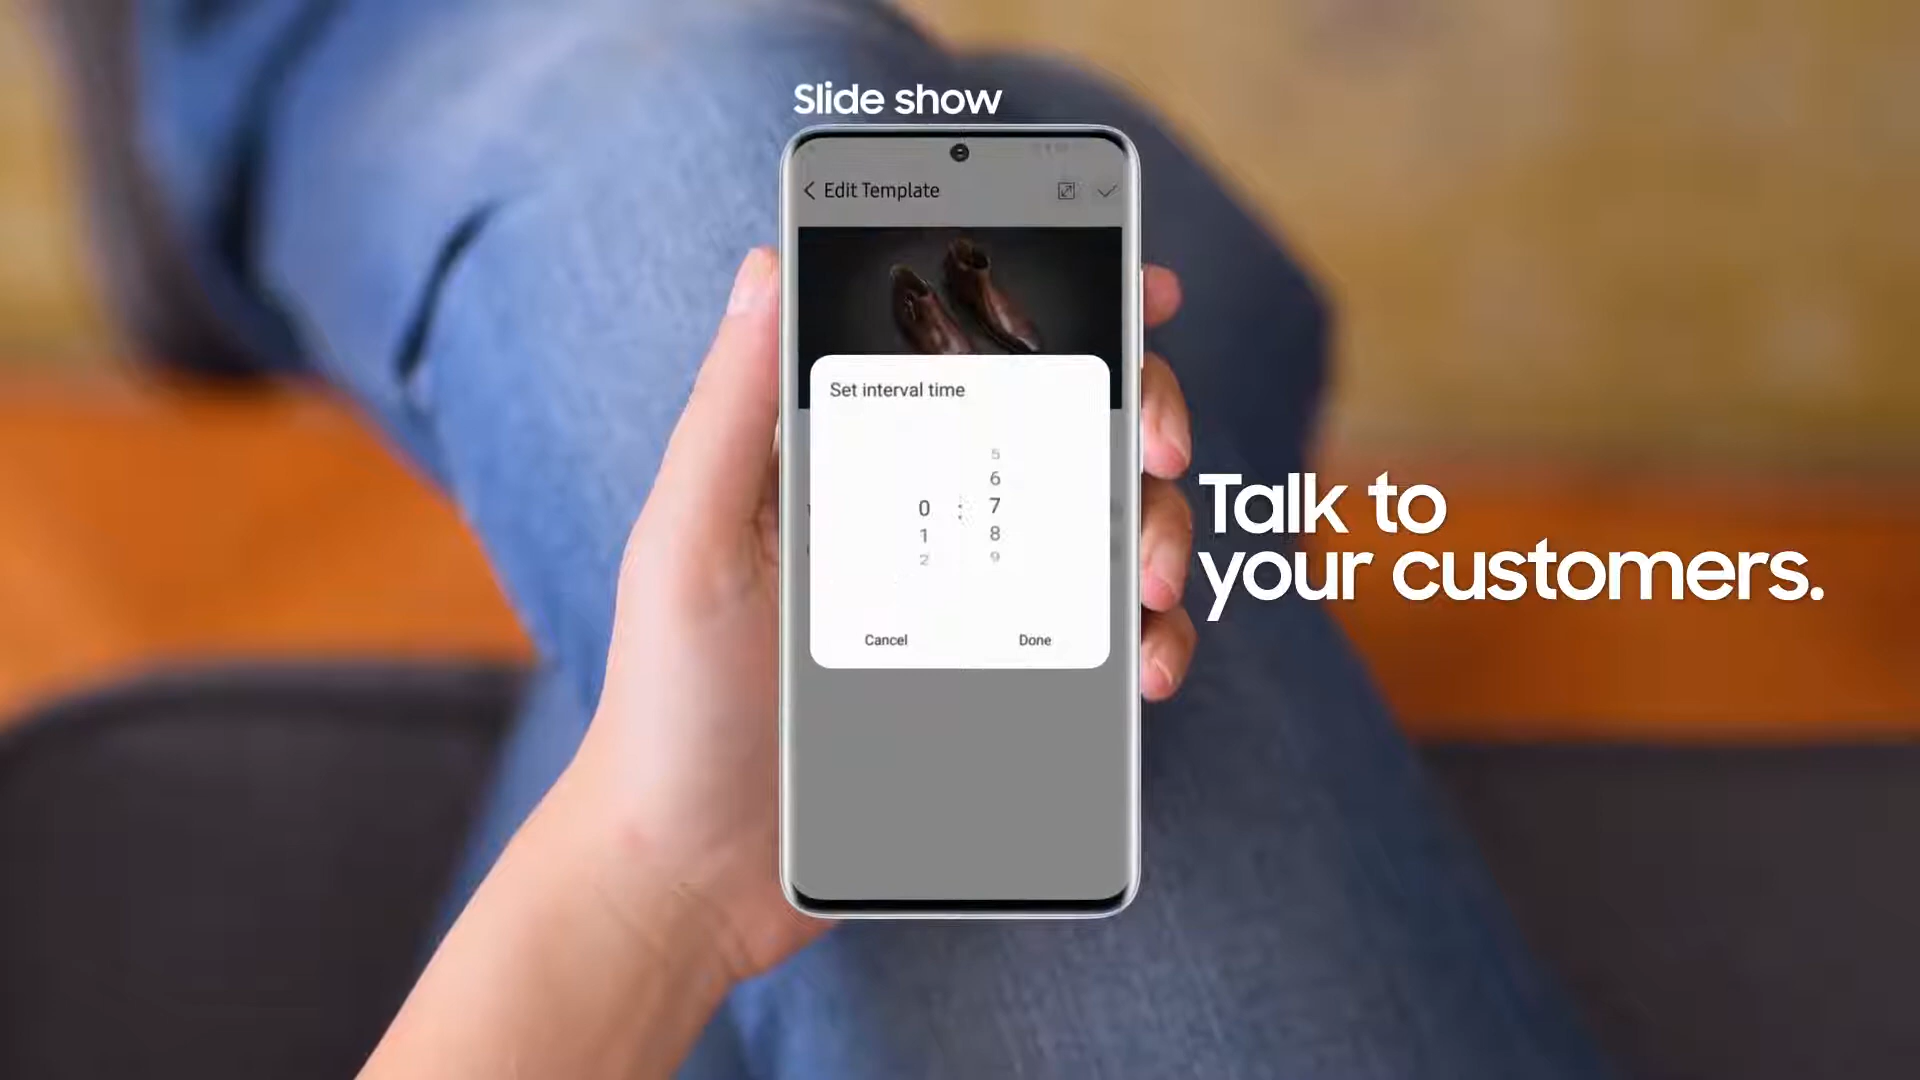 Slide show
Edit Template
Set interval time
5
6
0 : 7
1 8
2 9
Cancel Done
Talk to
your customers.